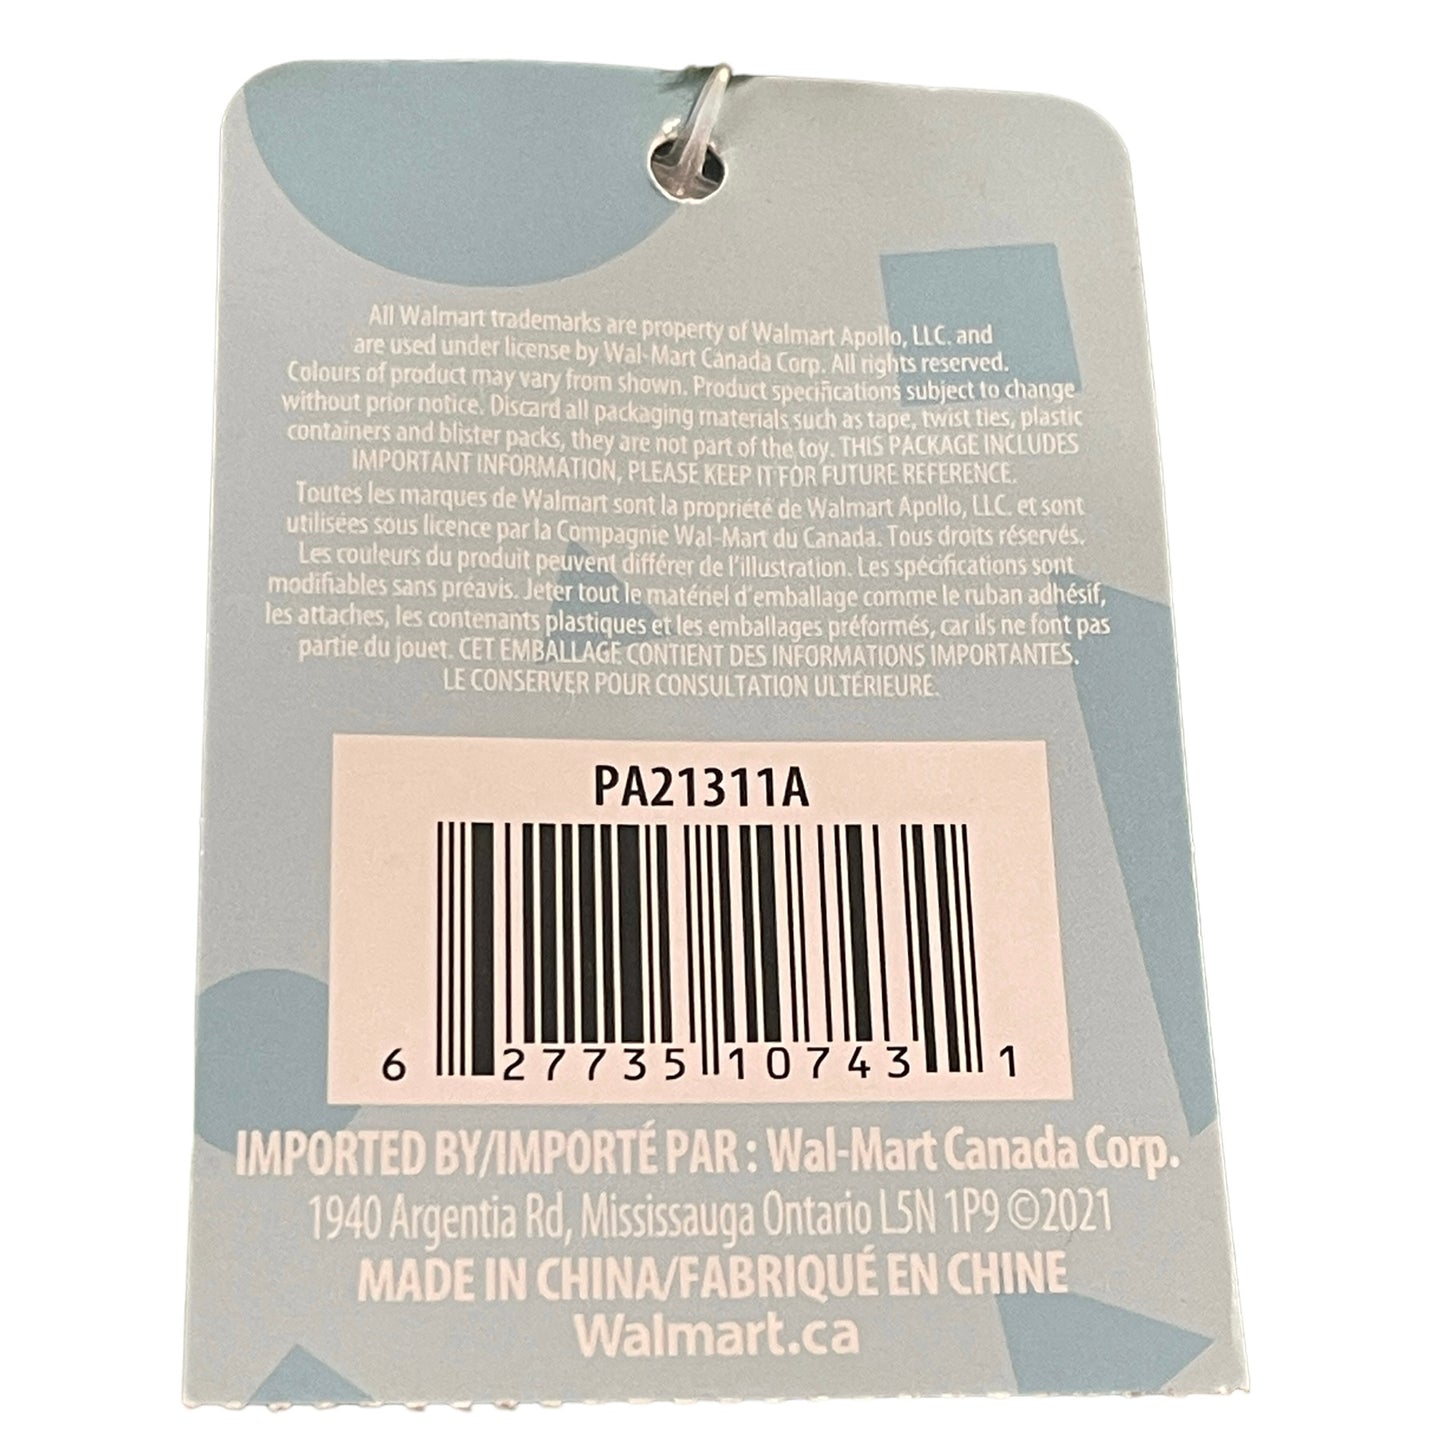 All Walmart trademarks are property of Walmart Apollo, LLC. and
are used under license by Wal-Mart Canada Corp. All rights reserved.
Colours of product may vary from shown. Product specifications subject to change
without prior notice. Discard all packaging materials such as tape, twist ties, plastic
containers and blister packs, they are not part of the toy. THIS PACKAGE INCLUDES
IMPORTANT INFORMATION, PLEASE KEEP IT FOR FUTURE REFERENCE.
Toutes les marques de Walmart sont la propriété de Walmart Apollo, LLC. et sont
utilisées sous licence par la Compagnie Wal-Mart du Canada. Tous droits réservés.
Les couleurs du produit peuvent différer de l'illustration. Les spécifications sont
modifiables sans préavis. Jeter tout le matériel d'emballage comme le ruban adhésif,
les attaches, les contenants plastiques et les emballages préformés, car ils ne font pas
partie du jouet. CET EMBALLAGE CONTIENT DES INFORMATIONS IMPORTANTES.
LE CONSERVER POUR CONSULTATION ULTÉRIEURE.
PA21311A
6 27735 10743 1
IMPORTED BY/IMPORTÉ PAR : Wal-Mart Canada Corp.
1940 Argentia Rd, Mississauga Ontario L5N 1P9 ©2021
MADE IN CHINA/FABRIQUÉ EN CHINE
Walmart.ca